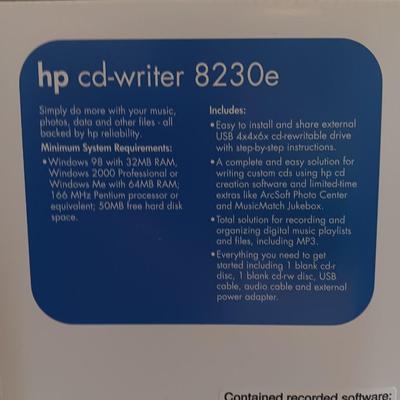 hp cd-writer 8230e
Simply do more with your music,
photos, data and other files - all
backed by hp reliability.
Minimum System Requirements:
•Windows 98 with 32MB RAM,
Windows 2000 Professional or
Windows Me with 64MB RAM;
166 MHz Pentium processor or
equivalent; 50MB free hard disk
space.
Includes:
•Easy to install and share external
USB 4x4x6x cd-rewritable drive
with step-by-step instructions.
•A complete and easy solution for
writing custom cds using hp cd
creation software and limited-time
extras like ArcSoft Photo Center
and MusicMatch Jukebox.
•Total solution for recording and
organizing digital music playlists
and files, including MP3.
•Everything you need to get
started including 1 blank cd-r
disc, 1 blank cd-rw disc, USB
cable, audio cable and external
power adapter.
Contained recorded software: